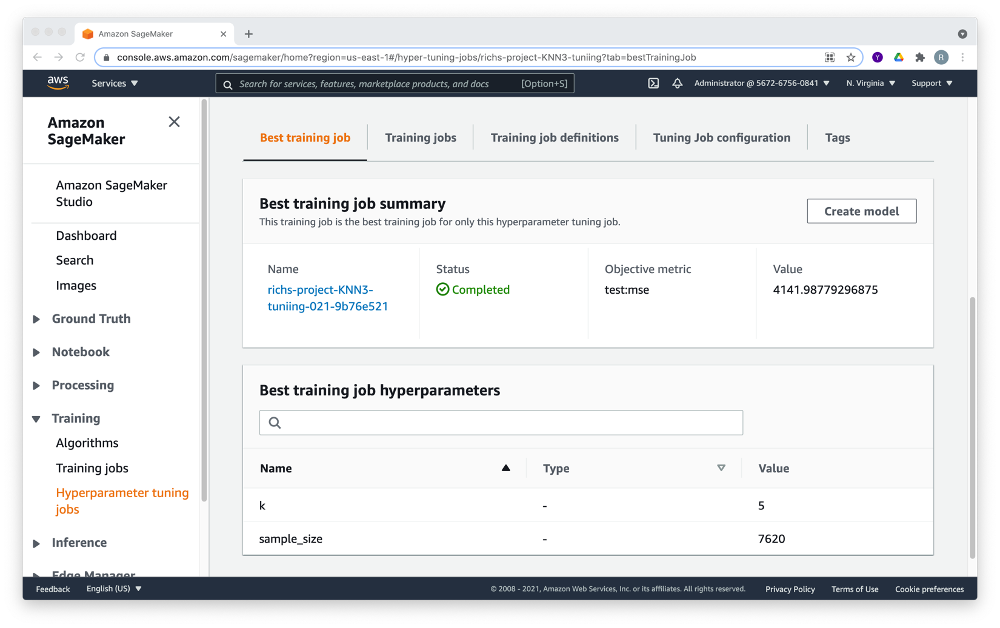 Amazon SageMaker
console.aws.amazon.com/sagemaker/home?region=us-east-1#/hyper-tuning-jobs/richs-project-KNN3-tuniing?tab=bestTrainingJob
Y
R
aws
Services
Search for services, features, marketplace products, and docs
[Option+S]
Administrator @ 5672-6756-0841
N. Virginia
Support
Amazon
SageMaker
Amazon SageMaker
Studio
Dashboard
Search
Images
Ground Truth
Notebook
Processing
Training
Algorithms
Training jobs
Hyperparameter tuning
jobs
Inference
Edge Manager
Best training job
Training jobs
Training job definitions
Tuning Job configuration
Tags
Best training job summary
This training job is the best training job for only this hyperparameter tuning job.
Create model
Name
richs-project-KNN3-
tuniing-021-9b76e521
Status
Completed
Objective metric
test:mse
Value
4141.98779296875
Best training job hyperparameters
Name
Type
Value
k
-
5
sample_size
-
7620
Feedback
English (US)
© 2008 - 2021, Amazon Web Services, Inc. or its affiliates. All rights reserved.
Privacy Policy
Terms of Use
Cookie preferences